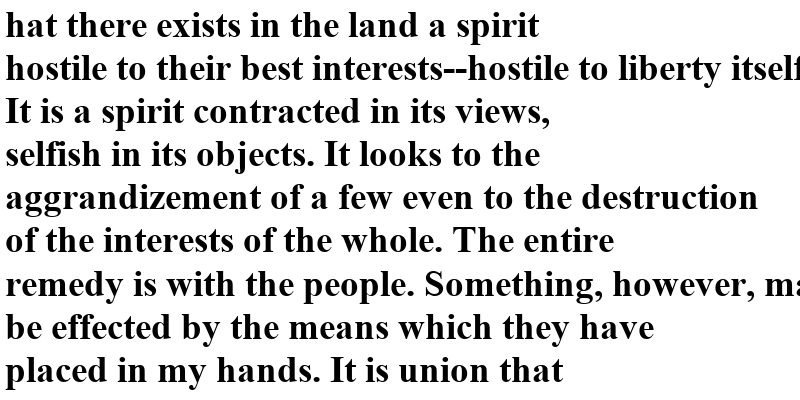 hat there exists in the land a spirit
hostile to their best interests--hostile to liberty itself
It is a spirit contracted in its views,
selfish in its objects. It looks to the
aggrandizement of a few even to the destruction
of the interests of the whole. The entire
remedy is with the people. Something, however,
be effected by the means which they have
placed in my hands. It is union that